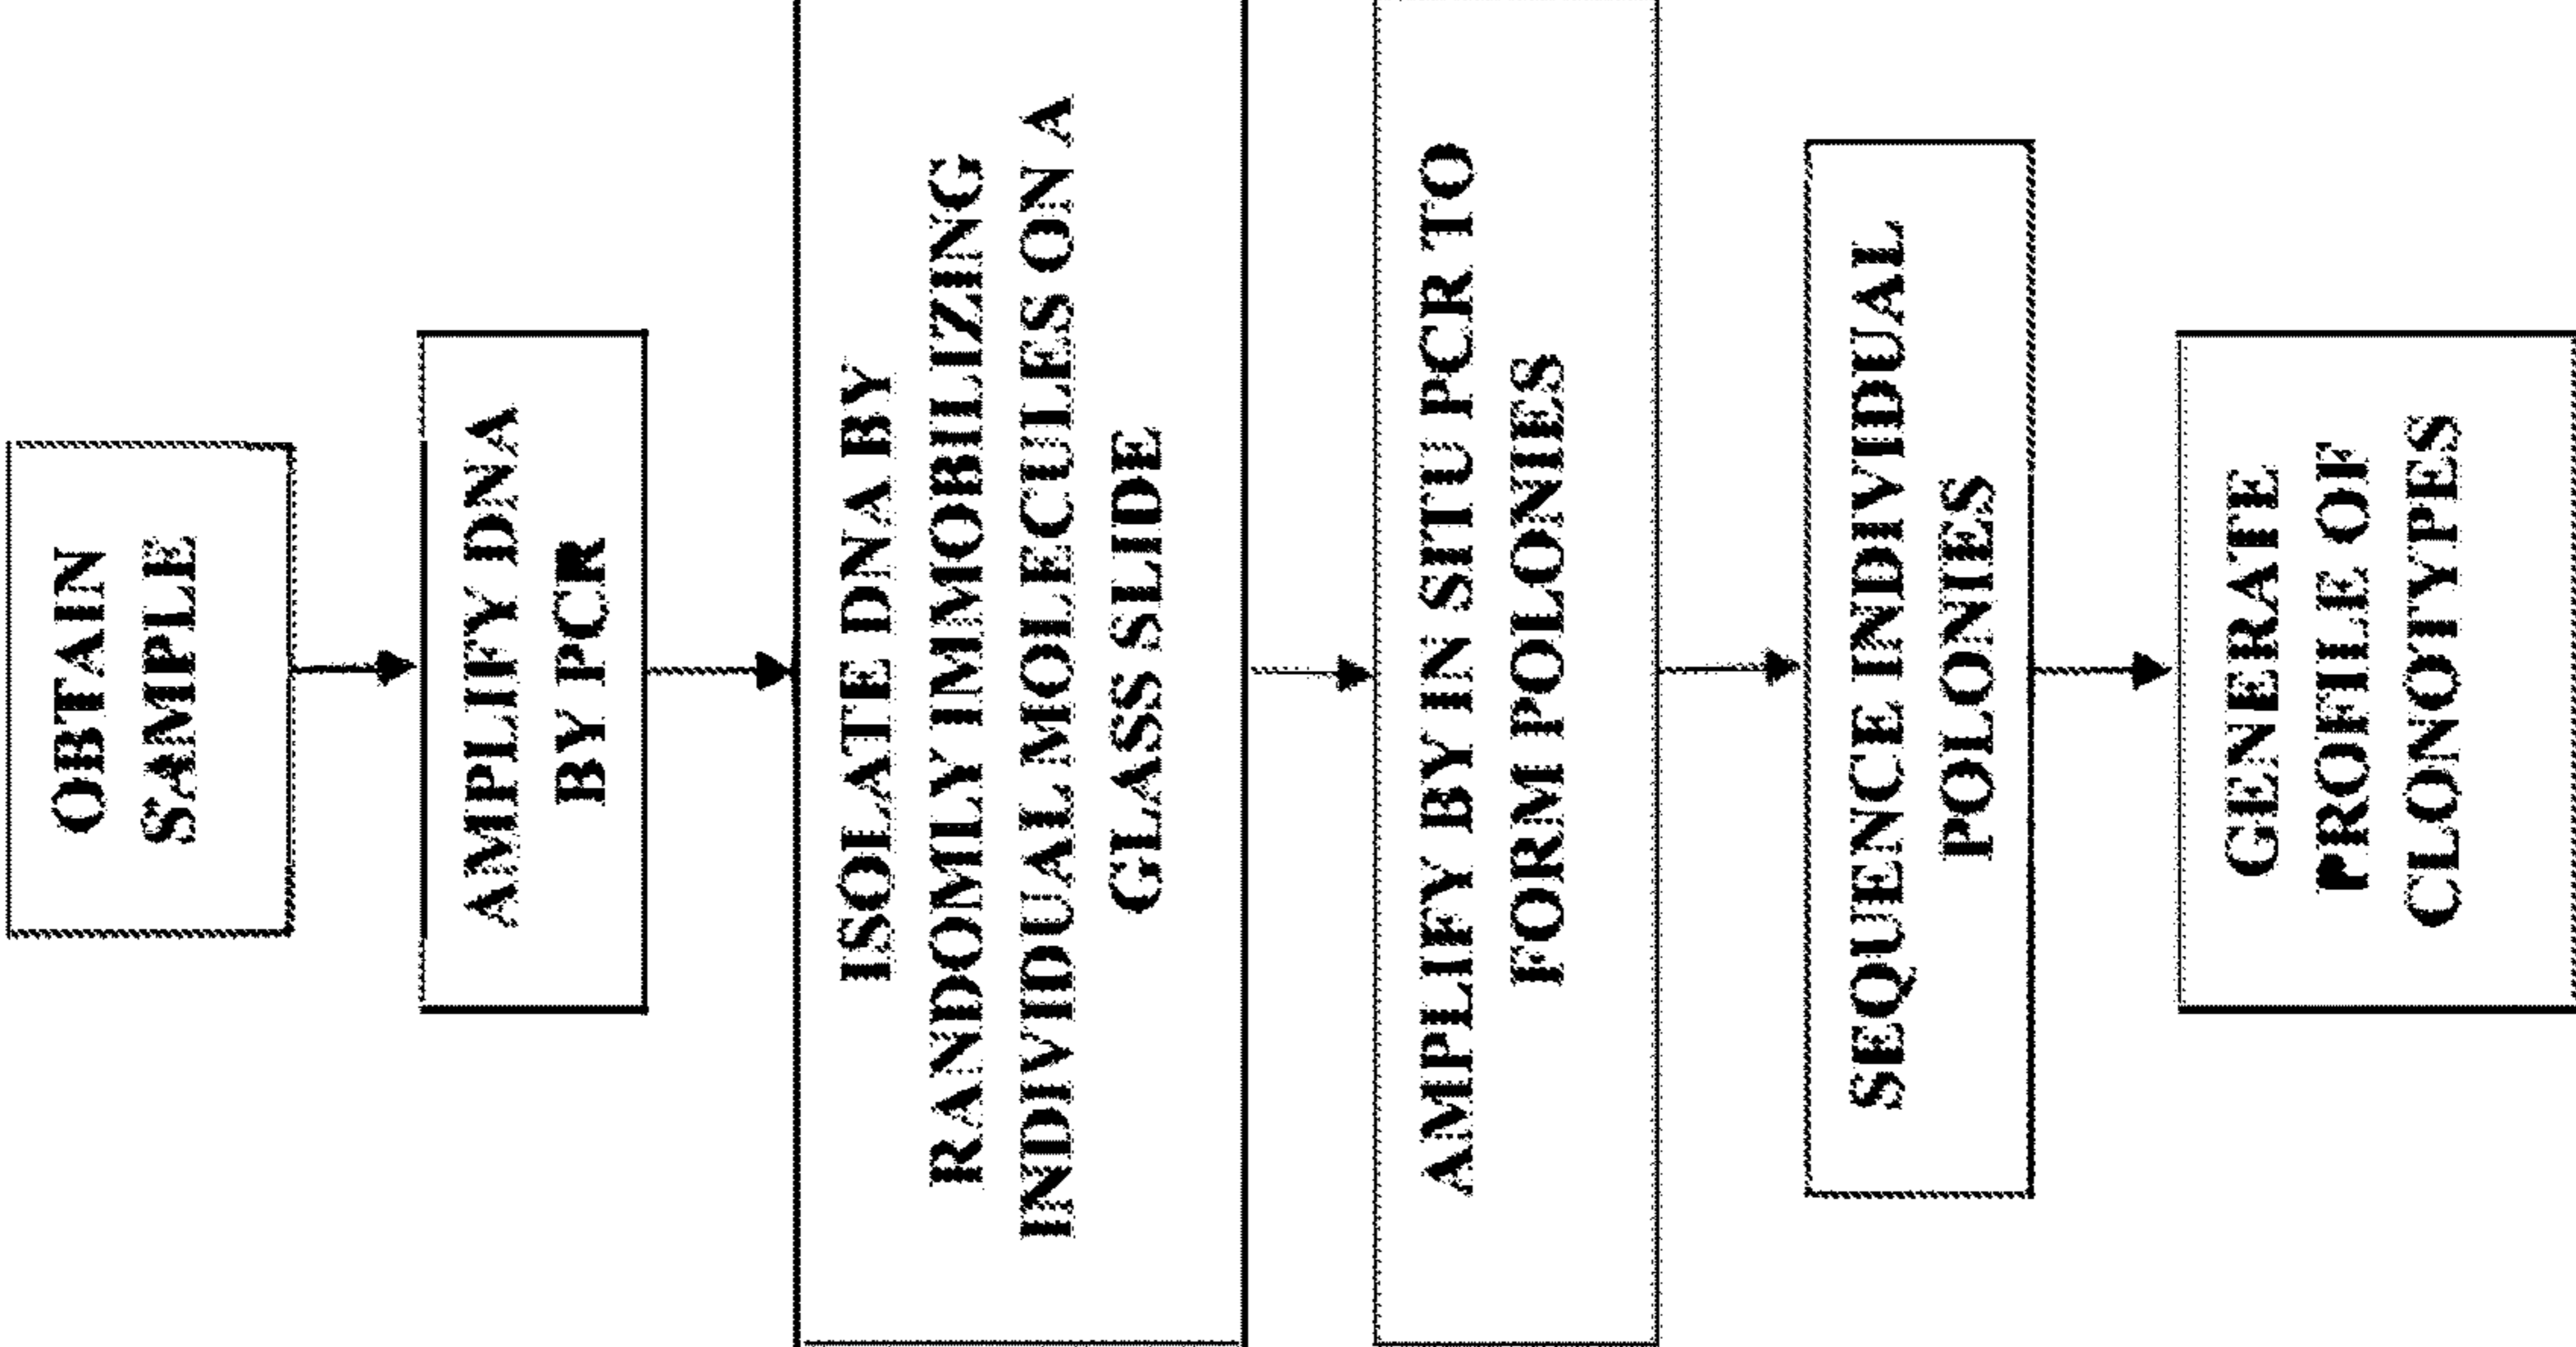 OBTAIN
SAMPLE
AMPLIFY DNA
BY PCR
ISOLATE DNA BY
RANDOMLY IMMOBILIZING
INDIVIDUAL MOLECULES ON A
GLASS SLIDE
AMPLIFY BY IN SITU PCR TO
FORM POLONIES
SEQUENCE INDIVIDUAL
POLONIES
GENERATE
PROFILE OF
CLONOTYPES